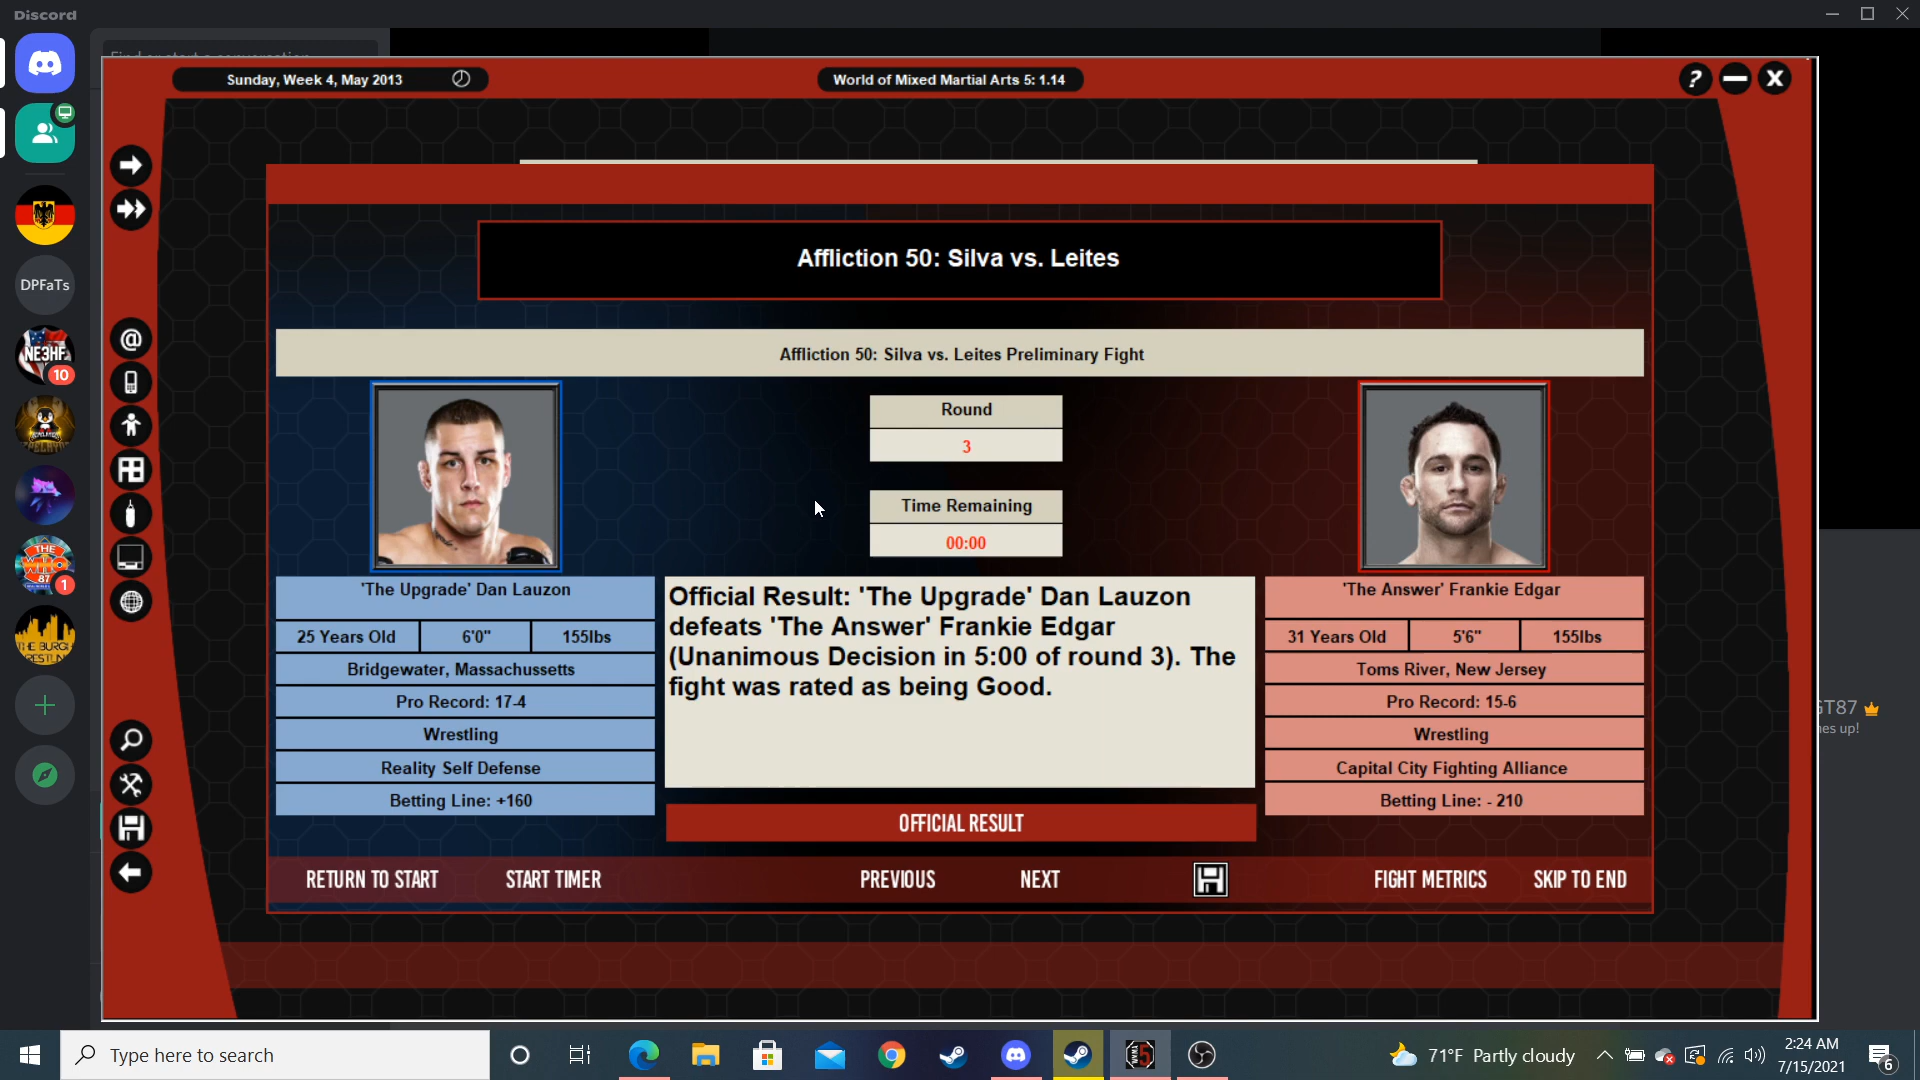 Discord
Find or start a conversation
Sunday, Week 4, May 2013
World of Mixed Martial Arts 5: 1.14
?
X
DPFaTs
NE3HF
10
@
THE
87
1
Affliction 50: Silva vs. Leites
Affliction 50: Silva vs. Leites Preliminary Fight
Round
3
Time Remaining
00:00
'The Upgrade' Dan Lauzon
25 Years Old
6'0"
155lbs
Bridgewater, Massachussetts
Pro Record: 17-4
Wrestling
Reality Self Defense
Betting Line: +160
Official Result: 'The Upgrade' Dan Lauzon
defeats 'The Answer' Frankie Edgar
(Unanimous Decision in 5:00 of round 3). The
fight was rated as being Good.
OFFICIAL RESULT
'The Answer' Frankie Edgar
31 Years Old
5'6"
155lbs
Toms River, New Jersey
Pro Record: 15-6
Wrestling
Capital City Fighting Alliance
Betting Line: - 210
GT87
es up!
RETURN TO START
START TIMER
PREVIOUS
NEXT
FIGHT METRICS
SKIP TO END
Type here to search
71°F Partly cloudy
2:24 AM
7/15/2021
6